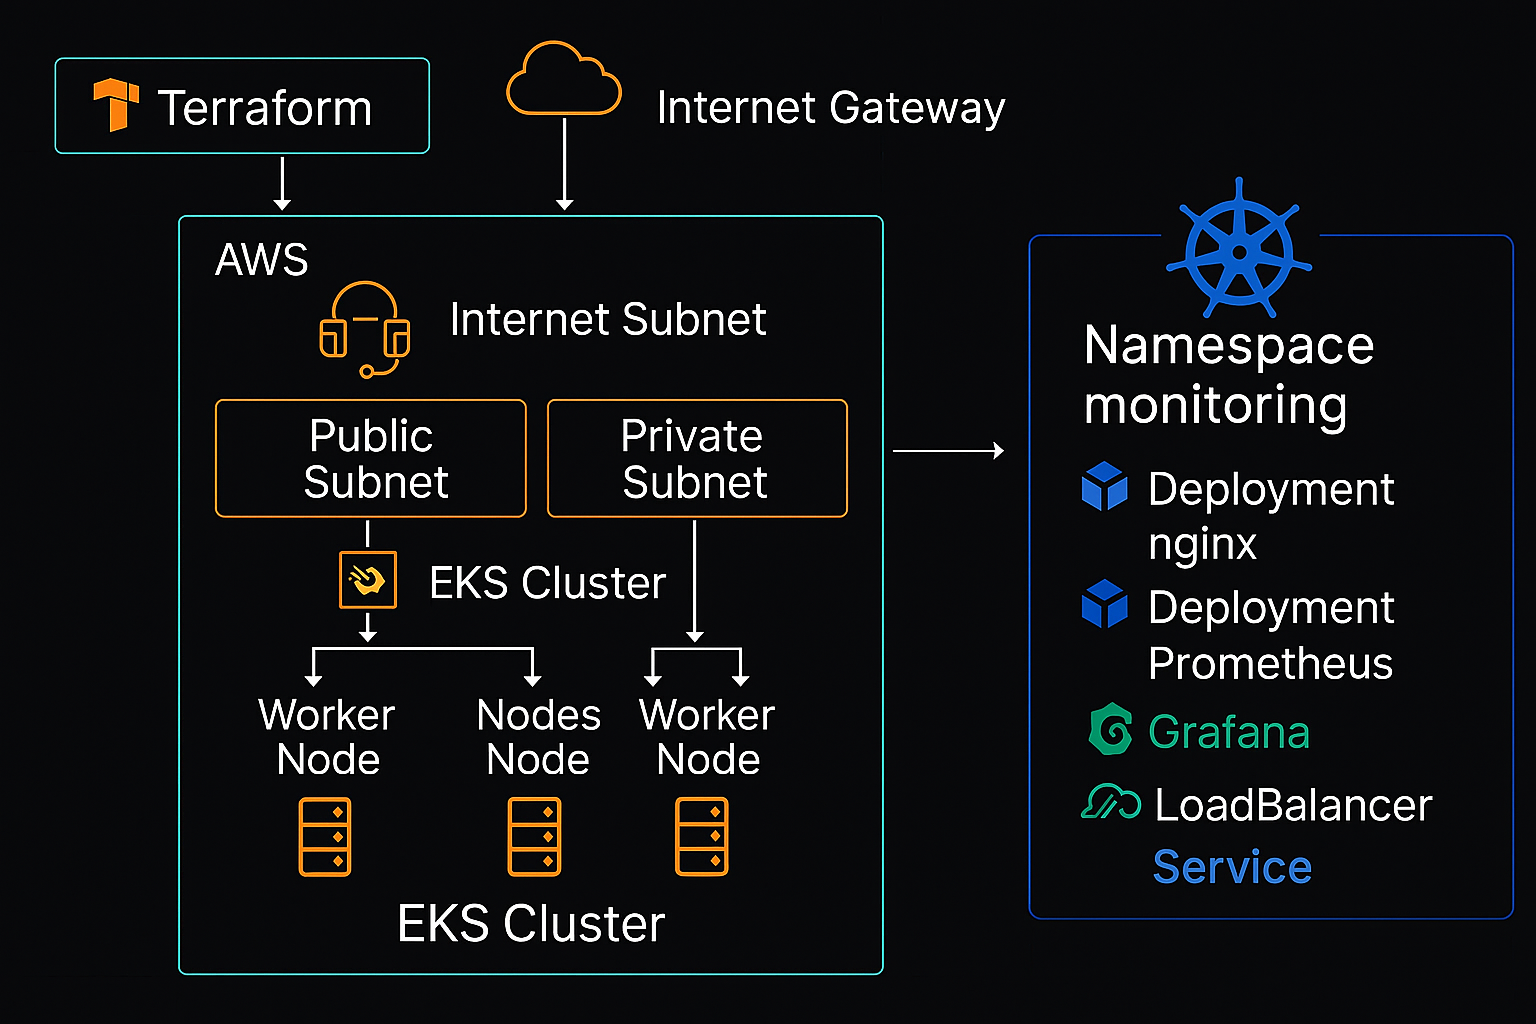 Terraform
Internet Gateway
AWS
Internet Subnet
Public
Subnet
Private
Subnet
EKS Cluster
Worker
Node
Nodes
Node
Worker
Node
EKS Cluster
Namespace
monitoring
Deployment
nginx
Deployment
Prometheus
Grafana
LoadBalancer
Service